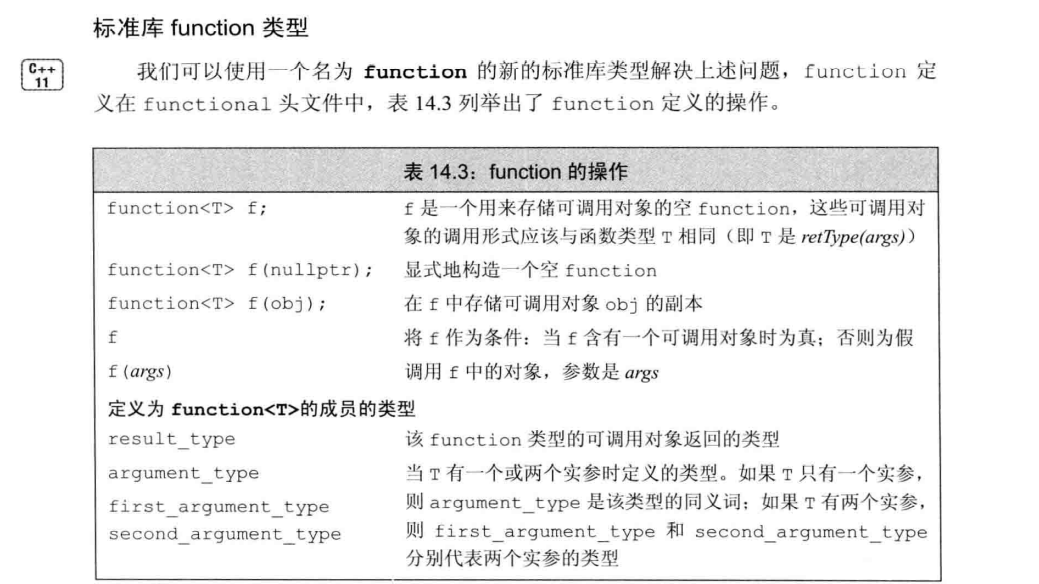 标准库 function 类型
C++
11
我们可以使用一个名为 function 的新的标准库类型解决上述问题，function 定
义在 functional 头文件中，表 14.3 列举出了 function 定义的操作。
表 14.3：function 的操作
function<T> f; f 是一个用来存储可调用对象的空 function，这些可调用对
象的调用形式应该与函数类型 T 相同（即 T 是 retType(args)）
function<T> f(nullptr); 显式地构造一个空 function
function<T> f(obj); 在 f 中存储可调用对象 obj 的副本
f 将 f 作为条件：当 f 含有一个可调用对象时为真；否则为假
f(args) 调用 f 中的对象，参数是 args
定义为 function<T>的成员的类型
result_type 该 function 类型的可调用对象返回的类型
argument_type 当 T 有一个或两个实参时定义的类型。如果 T 只有一个实参，
first_argument_type 则 argument_type 是该类型的同义词；如果 T 有两个实参，
second_argument_type 则 first_argument_type 和 second_argument_type
分别代表两个实参的类型